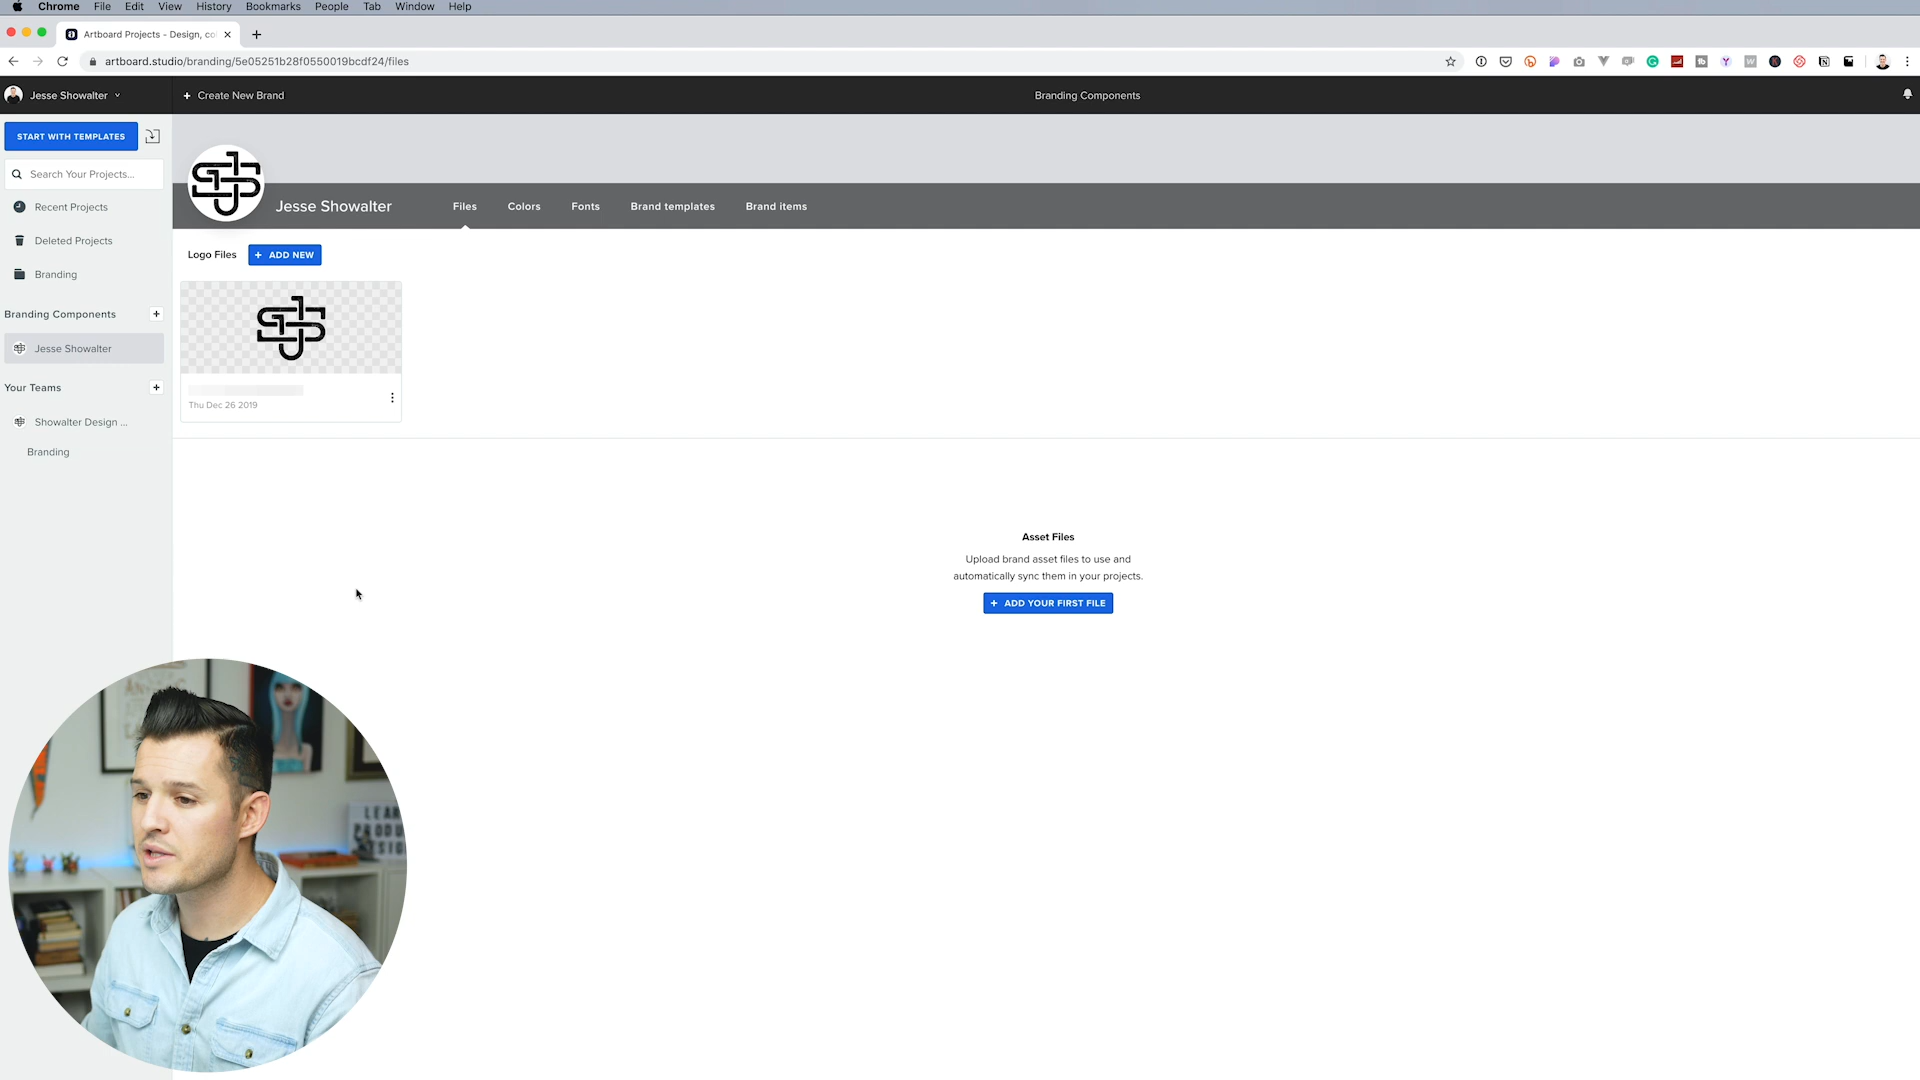 Chrome File Edit View History Bookmarks People Tab Window Help
Artboard Projects - Design, co
artboard.studio/branding/5e05251b28f0550019bcdf24/files
Jesse Showalter
+ Create New Brand
Branding Components
START WITH TEMPLATES
Search Your Projects...
Recent Projects
Deleted Projects
Branding
Branding Components +
Jesse Showalter
Your Teams +
Showalter Design ...
Branding
Jesse Showalter
Files Colors Fonts Brand templates Brand items
Logo Files + ADD NEW
Thu Dec 26 2019
Asset Files
Upload brand asset files to use and
automatically sync them in your projects.
+ ADD YOUR FIRST FILE